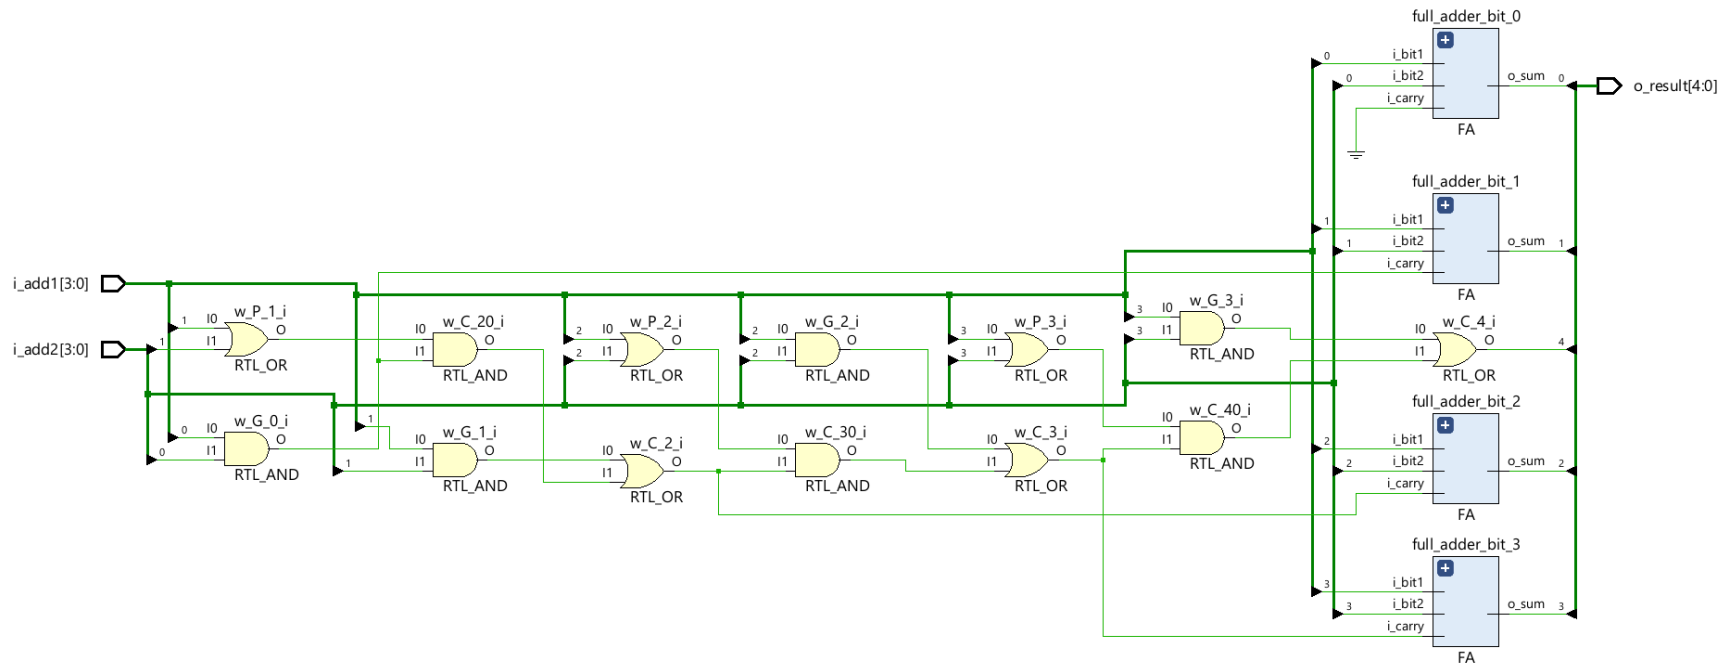 full_adder_bit_0
i_bit1
i_bit2
i_carry
o_sum
FA
0
0
0
o_result[4:0]
full_adder_bit_1
i_bit1
i_bit2
i_carry
o_sum
FA
1
1
1
i_add1[3:0]
i_add2[3:0]
w_P_1_i
1
1
I0
I1
O
RTL_OR
w_C_20_i
I0
I1
O
RTL_AND
w_P_2_i
2
2
I0
I1
O
RTL_OR
w_G_2_i
2
2
I0
I1
O
RTL_AND
w_P_3_i
3
3
I0
I1
O
RTL_OR
w_G_3_i
3
3
I0
I1
O
RTL_AND
w_C_4_i
I0
I1
O
4
RTL_OR
w_G_0_i
0
0
I0
I1
O
RTL_AND
w_G_1_i
1
1
I0
I1
O
RTL_AND
w_C_2_i
I0
I1
O
RTL_OR
w_C_30_i
I0
I1
O
RTL_AND
w_C_3_i
I0
I1
O
RTL_OR
w_C_40_i
I0
I1
O
RTL_AND
full_adder_bit_2
i_bit1
i_bit2
i_carry
o_sum
FA
2
2
2
full_adder_bit_3
i_bit1
i_bit2
i_carry
o_sum
FA
3
3
3